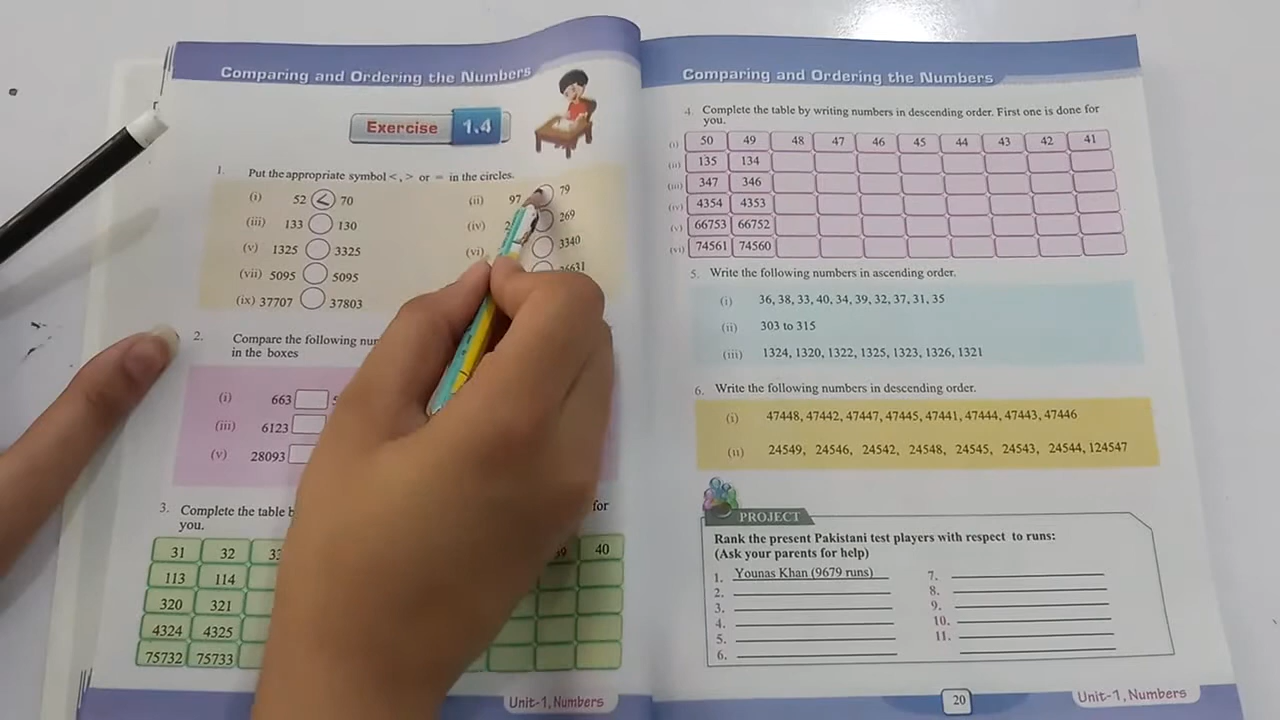 Comparing and Ordering the Numbers
Exercise 1.4
1. Put the appropriate symbol <, > or = in the circles.
(i) 52 < 70 (ii) 97 79
(iii) 133 130 (iv) 269
(v) 1325 3325 (vi) 3340
(vii) 5095 5095
(ix) 37707 37803
2. Compare the following
in the boxes
(i) 663
(iii) 6123
(v) 28093
3. Complete the table for
you.
31 32 40
113 114
320 321
4324 4325
75732 75733
Unit-1, Numbers
Comparing and Ordering the Numbers
4. Complete the table by writing numbers in descending order. First one is done for
you.
(i) 50 49 48 47 46 45 44 43 42 41
(ii) 135 134
(iii) 347 346
(iv) 4354 4353
(v) 66753 66752
(vi) 74561 74560
5. Write the following numbers in ascending order.
(i) 36, 38, 33, 40, 34, 39, 32, 37, 31, 35
(ii) 303 to 315
(iii) 1324, 1320, 1322, 1325, 1323, 1326, 1321
6. Write the following numbers in descending order.
(i) 47448, 47442, 47447, 47445, 47441, 47444, 47443, 47446
(ii) 24549, 24546, 24542, 24548, 24545, 24543, 24544, 124547
PROJECT
Rank the present Pakistani test players with respect to runs:
(Ask your parents for help)
1. Younas Khan (9679 runs) 7.
2. 8.
3. 9.
4. 10.
5. 11.
6.
20
Unit-1, Numbers